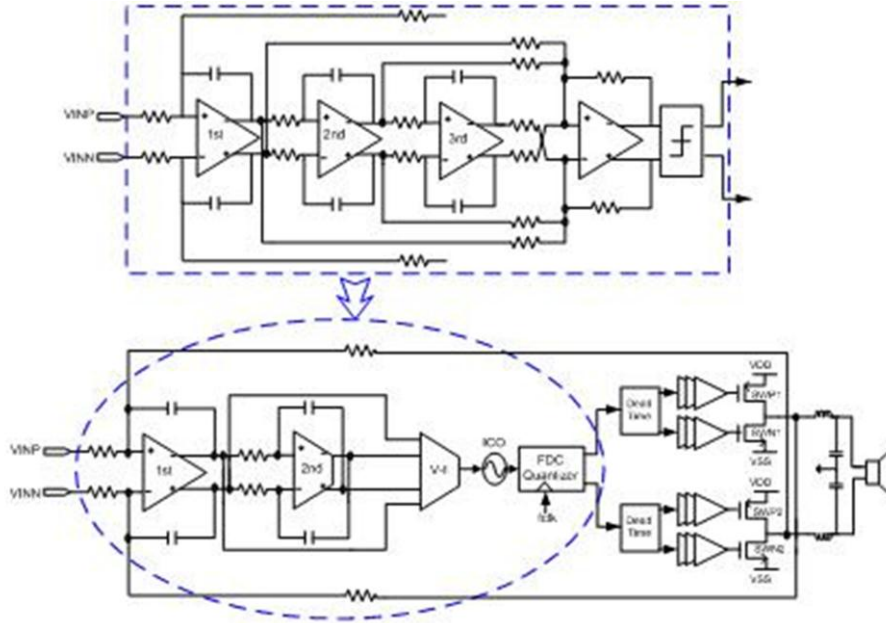 VINP
VINN
1st
2nd
3rd
VINP
VINN
1st
2nd
V-I
ICO
FDC
Quantizer
fclk
Dead
Time
Dead
Time
VDD
SWP1
SWN1
VSS
VDD
SWP2
SWN2
VSS